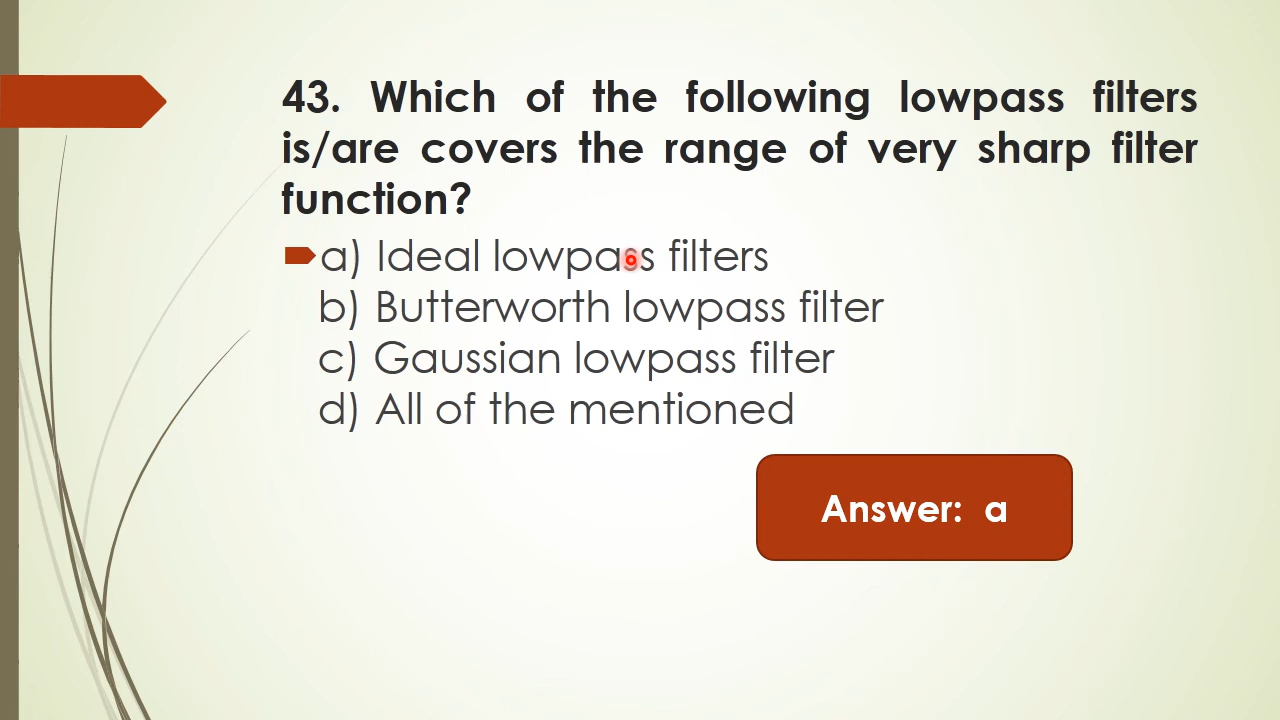 43. Which of the following lowpass filters
is/are covers the range of very sharp filter
function?
a) Ideal lowpass filters
b) Butterworth lowpass filter
c) Gaussian lowpass filter
d) All of the mentioned
Answer: a